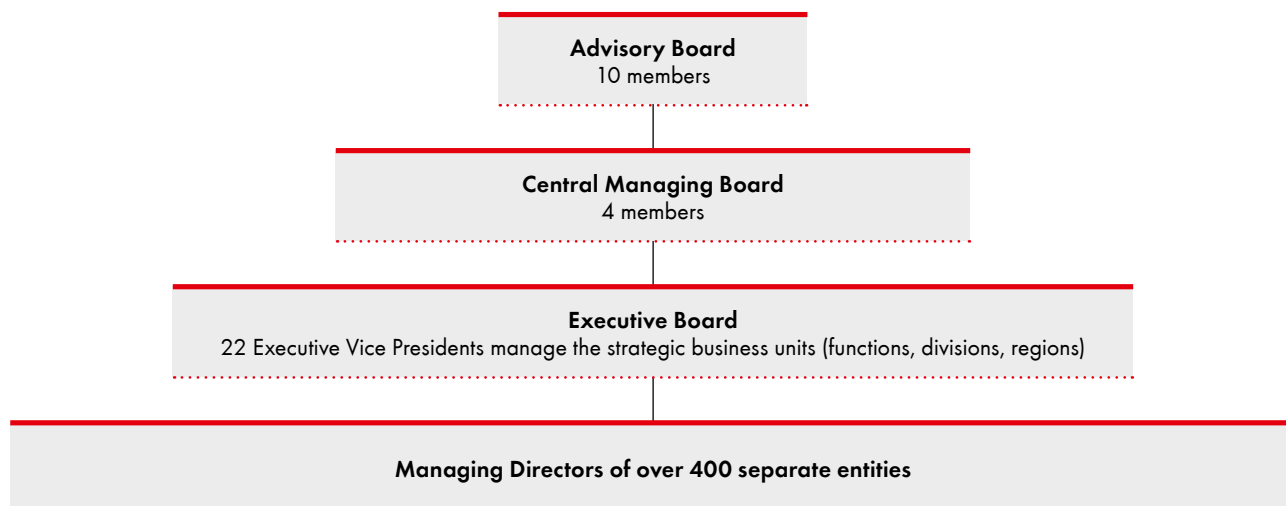 Advisory Board
10 members
Central Managing Board
4 members
Executive Board
22 Executive Vice Presidents manage the strategic business units (functions, divisions, regions)
Managing Directors of over 400 separate entities